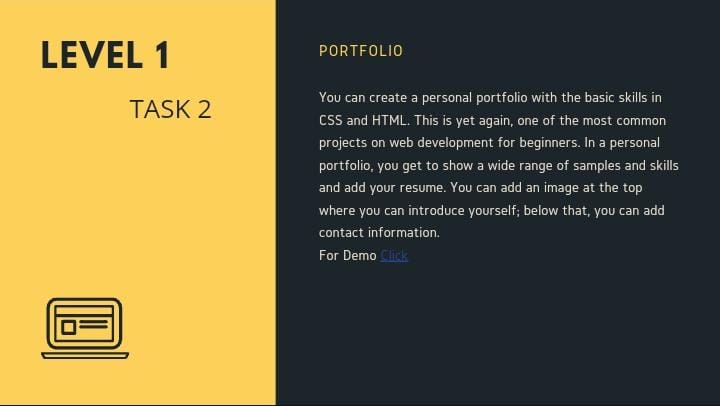 LEVEL 1
TASK 2
PORTFOLIO
You can create a personal portfolio with the basic skills in
CSS and HTML. This is yet again, one of the most common
projects on web development for beginners. In a personal
portfolio, you get to show a wide range of samples and skills
and add your resume. You can add an image at the top
where you can introduce yourself; below that, you can add
contact information.
For Demo Click